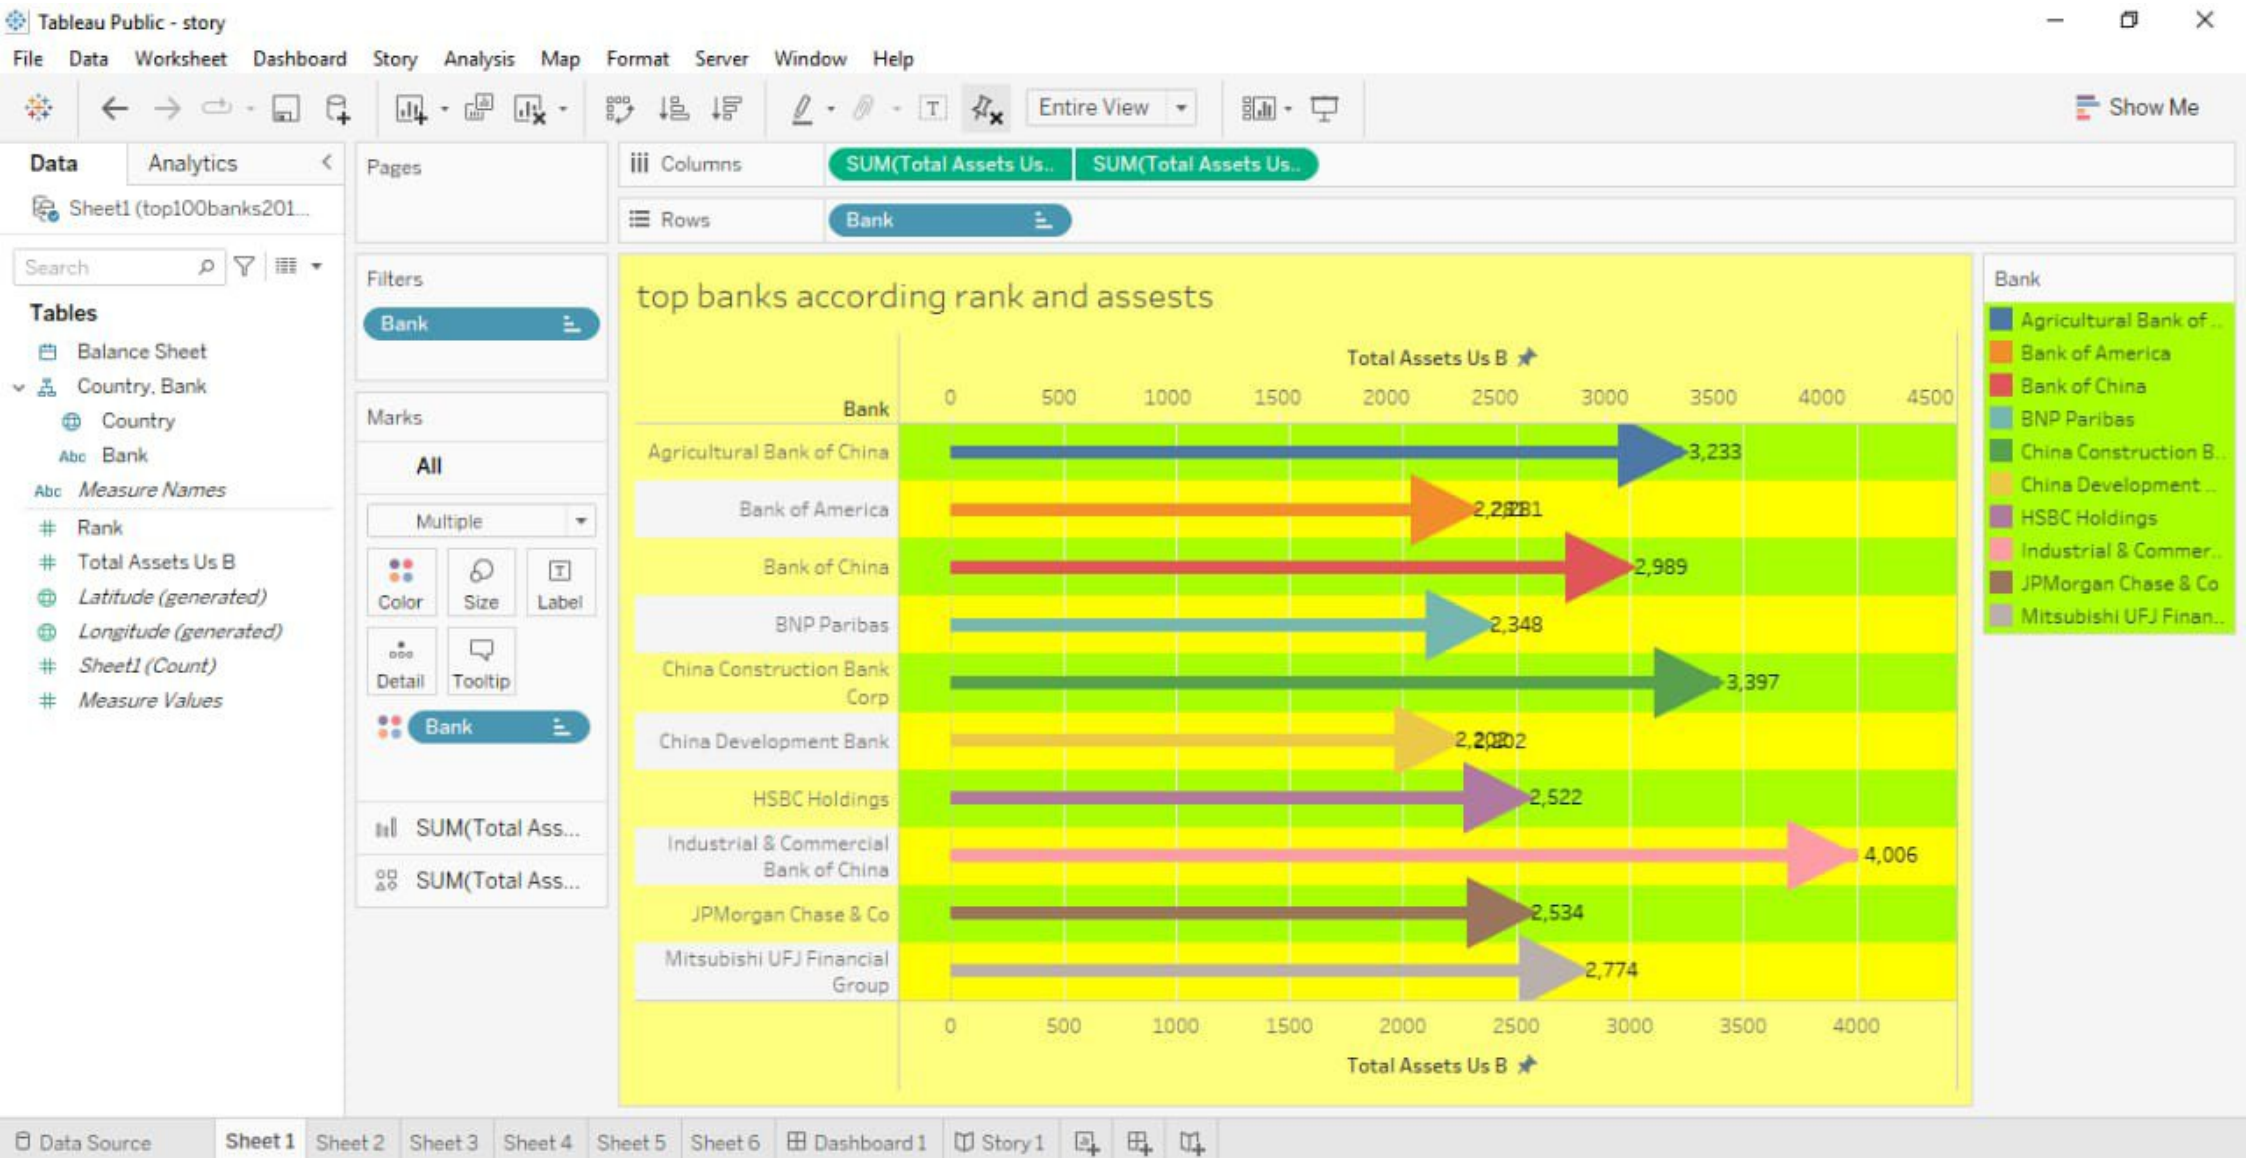 Tableau Public - story
File Data Worksheet Dashboard Story Analysis Map Format Server Window Help
Entire View
Show Me
Data Analytics
Pages
Columns SUM(Total Assets Us.. SUM(Total Assets Us..
Sheet1 (top100banks201...
Rows Bank
Search
Filters
Bank
Tables
Balance Sheet
Country, Bank
Country
Abc Bank
Abc Measure Names
Rank
Total Assets Us B
Latitude (generated)
Longitude (generated)
Sheet1 (Count)
Measure Values
Marks
All
Multiple
Color Size Label
Detail Tooltip
Bank
SUM(Total Ass...
SUM(Total Ass...
top banks according rank and assests
Total Assets Us B
Bank 0 500 1000 1500 2000 2500 3000 3500 4000 4500
Agricultural Bank of China 3,233
Bank of America
Bank of China 2,989
BNP Paribas 2,348
China Construction Bank
Corp 3,397
China Development Bank
HSBC Holdings 2,522
Industrial & Commercial
Bank of China 4,006
JPMorgan Chase & Co 2,534
Mitsubishi UFJ Financial
Group 2,774
0 500 1000 1500 2000 2500 3000 3500 4000
Total Assets Us B
Bank
Agricultural Bank of ..
Bank of America
Bank of China
BNP Paribas
China Construction B..
China Development ..
HSBC Holdings
Industrial & Commer..
JPMorgan Chase & Co
Mitsubishi UFJ Finan..
Data Source Sheet 1 Sheet 2 Sheet 3 Sheet 4 Sheet 5 Sheet 6 Dashboard 1 Story 1